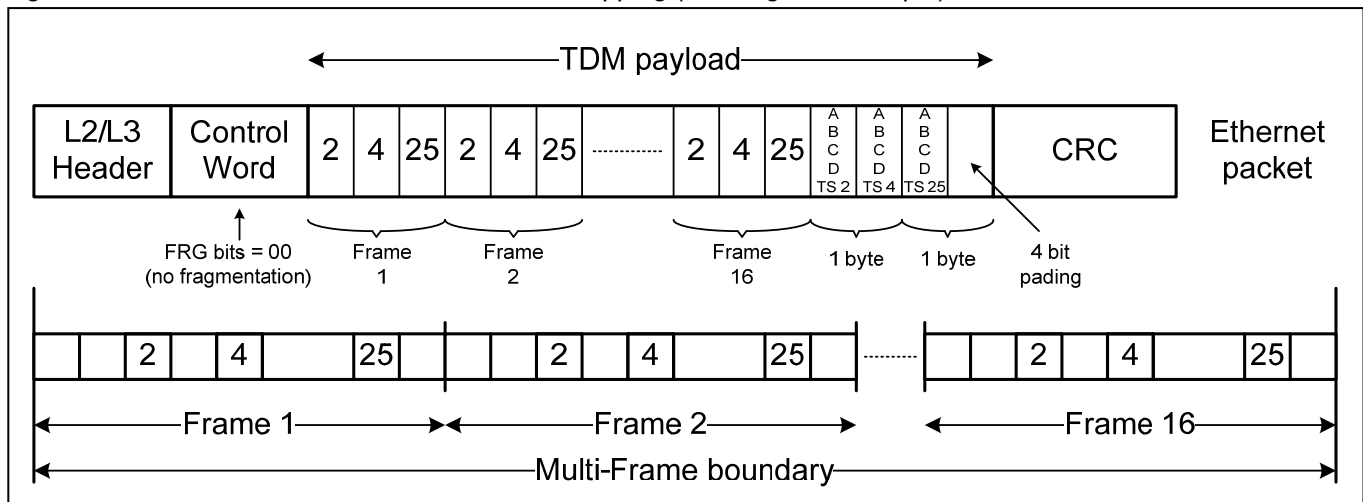 TDM payload
L2/L3
Header
Control
Word
2 4 25 2 4 25 2 4 25
A
B
C
D
TS 2
A
B
C
D
TS 4
A
B
C
D
TS 25
CRC
Ethernet
packet
FRG bits = 00
(no fragmentation)
Frame
1
Frame
2
Frame
16
1 byte
1 byte
4 bit
pading
2 4 25 2 4 25 2 4 25
Frame 1
Frame 2
Frame 16
Multi-Frame boundary